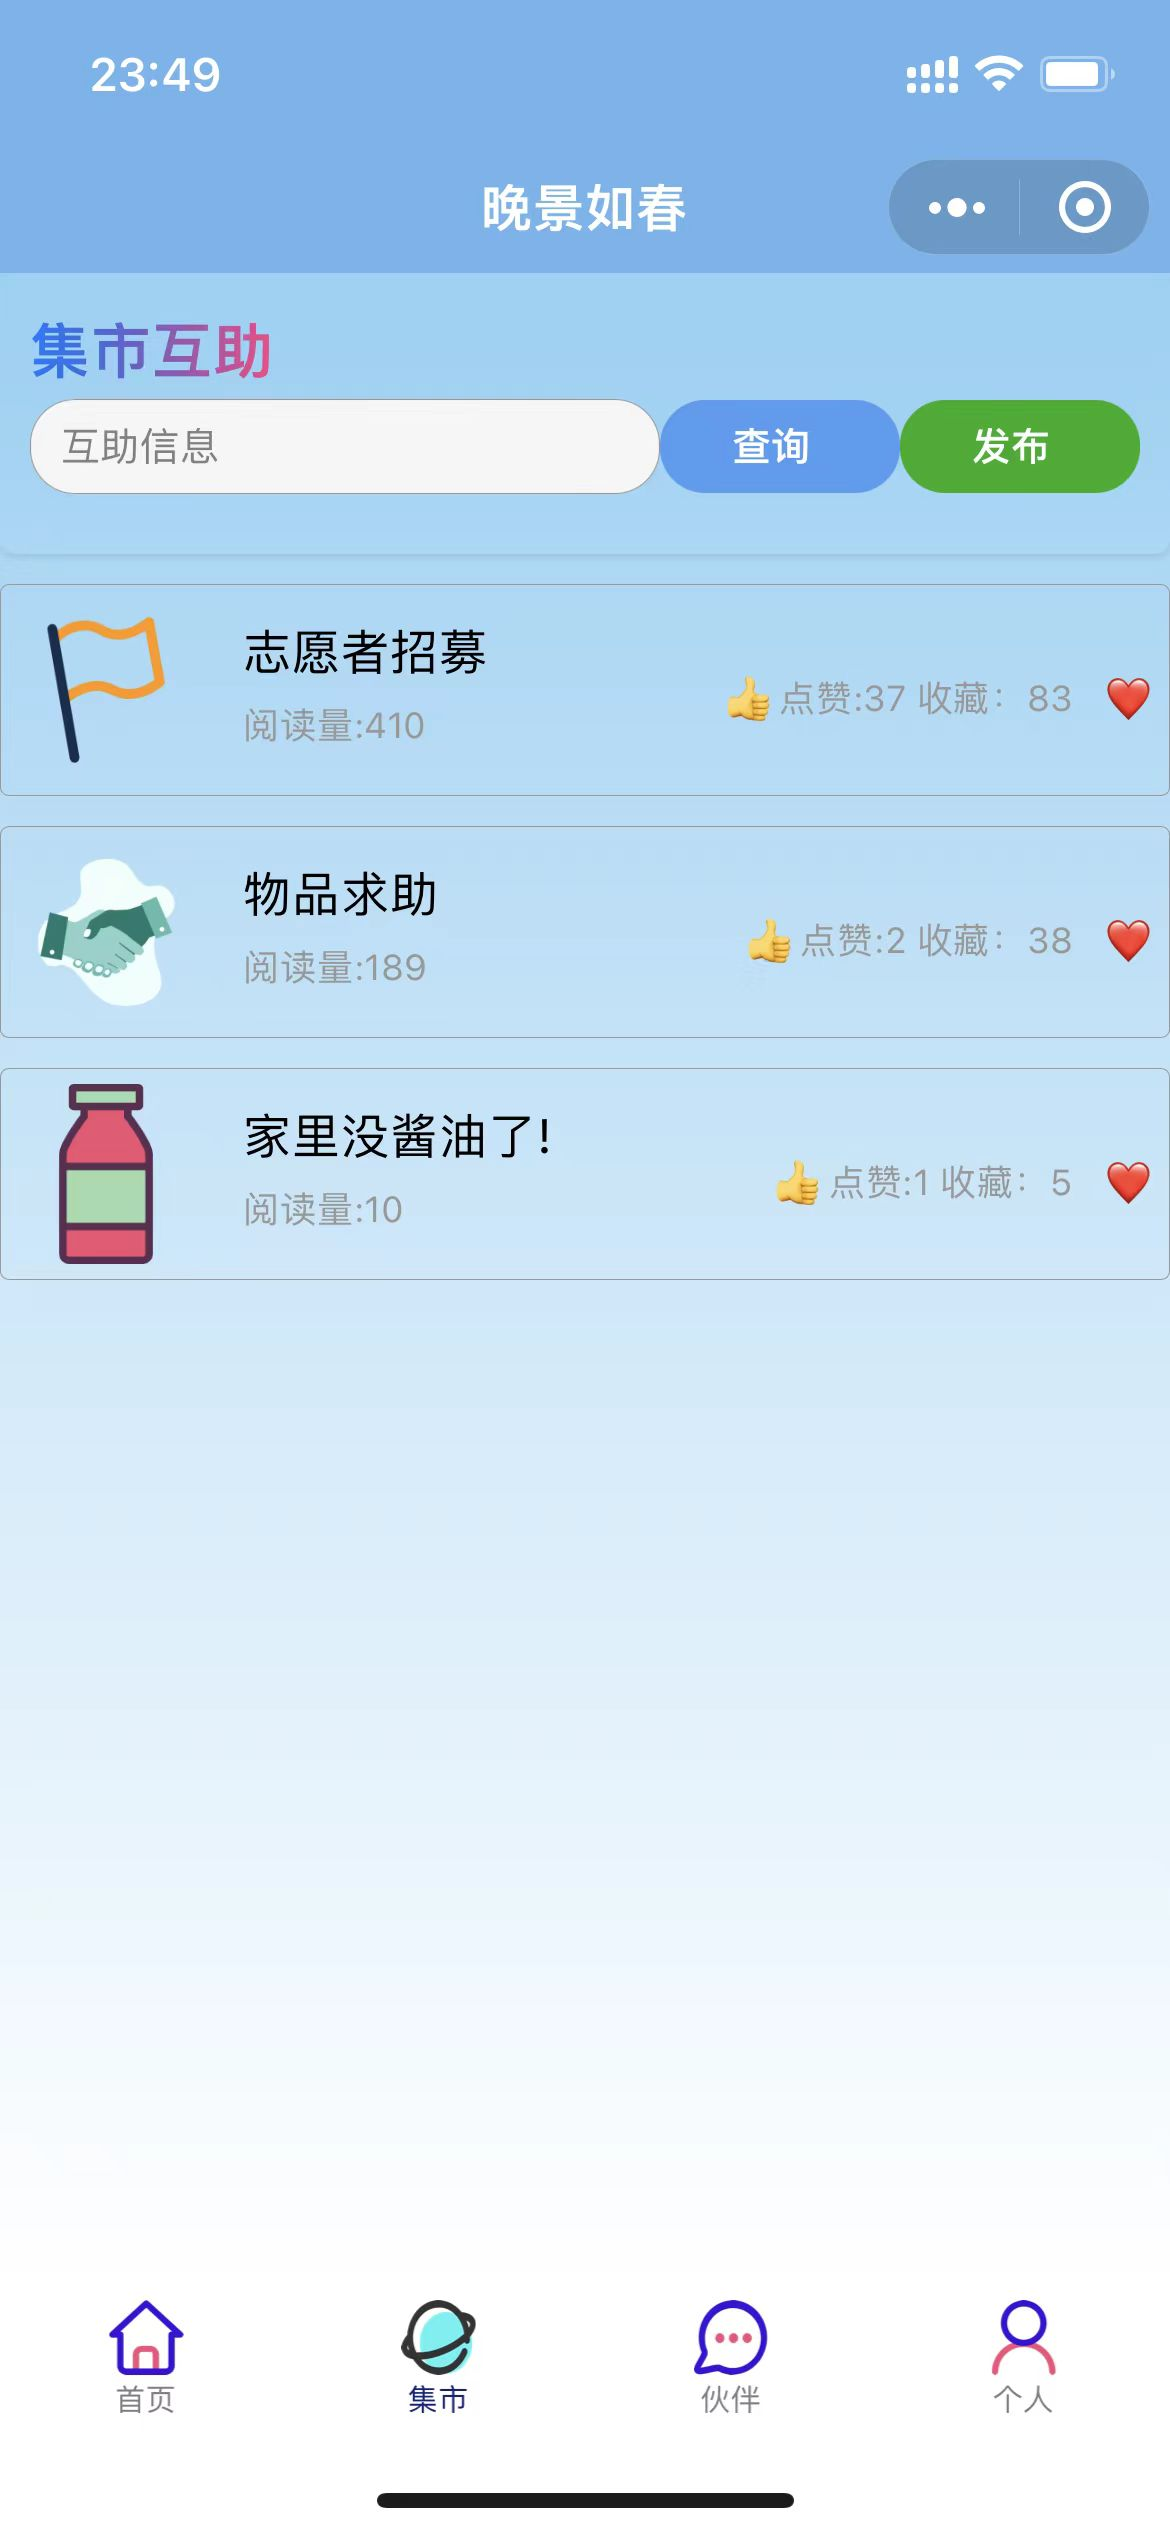 23:49
晚景如春
集市互助
互助信息 查询 发布
志愿者招募
阅读量:410
👍点赞:37 收藏：83 ❤️
物品求助
阅读量:189
👍点赞:2 收藏：38 ❤️
家里没酱油了!
阅读量:10
👍点赞:1 收藏：5 ❤️
首页 集市 伙伴 个人